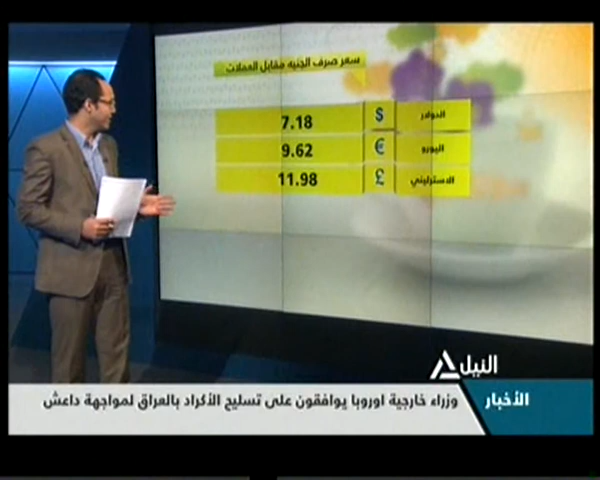 سعر صرف الجنيه مقابل العملات
الدولار $ 7.18
اليورو € 9.62
الاسترليني £ 11.98
النيل
الأخبار
وزراء خارجية اوروبا يوافقون على تسليح الأكراد بالعراق لمواجهة داعش